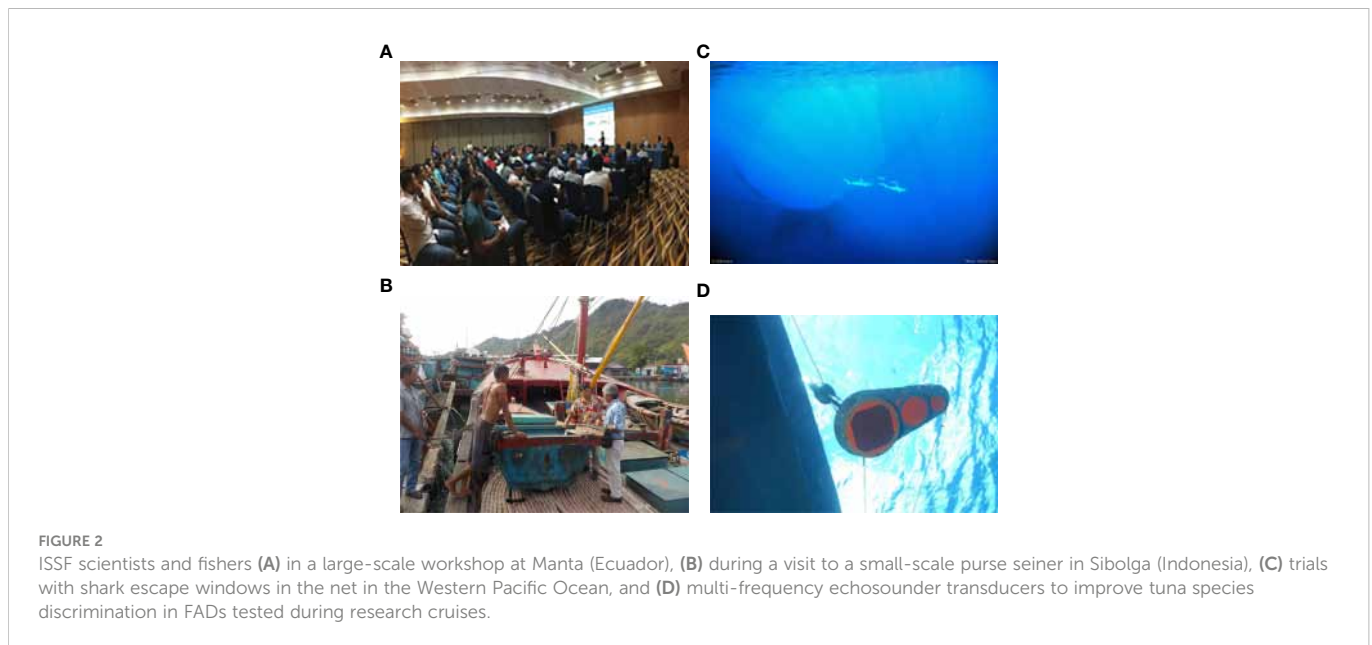 A
C
B
D
FIGURE 2
ISSF scientists and fishers (A) in a large-scale workshop at Manta (Ecuador), (B) during a visit to a small-scale purse seiner in Sibolga (Indonesia), (C) trials
with shark escape windows in the net in the Western Pacific Ocean, and (D) multi-frequency echosounder transducers to improve tuna species
discrimination in FADs tested during research cruises.